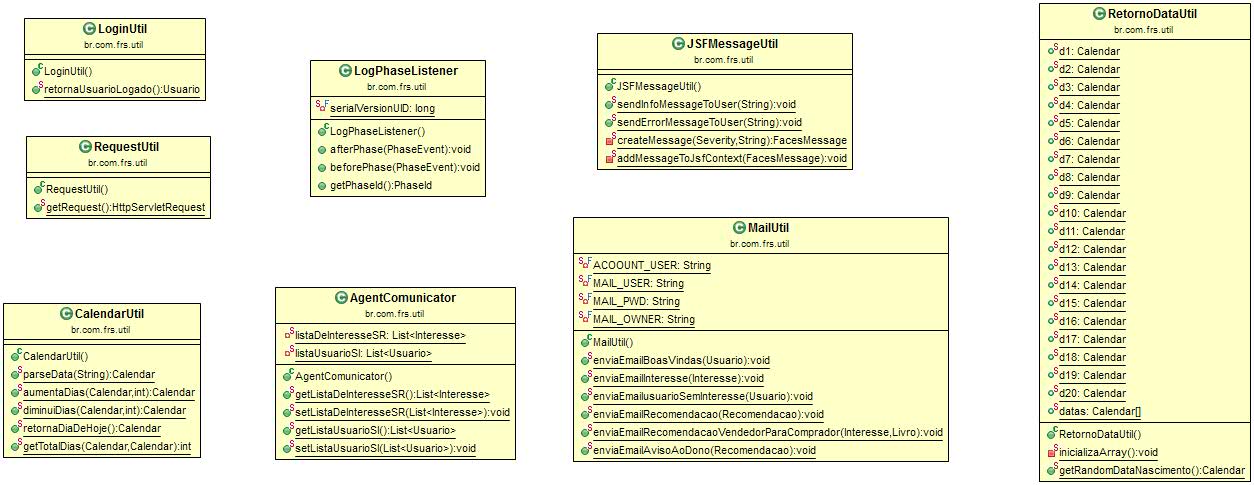 LoginUtil
br.com.frs.util
LoginUtil()
retornaUsuarioLogado():Usuario
RequestUtil
br.com.frs.util
RequestUtil()
getRequest():HttpServletRequest
CalendarUtil
br.com.frs.util
CalendarUtil()
parseData(String):Calendar
aumentaDias(Calendar,int):Calendar
diminuiDias(Calendar,int):Calendar
retornaDiaDeHoje():Calendar
getTotalDias(Calendar,Calendar):int
LogPhaseListener
br.com.frs.util
serialVersionUID: long
LogPhaseListener()
afterPhase(PhaseEvent):void
beforePhase(PhaseEvent):void
getPhaseId():PhaseId
AgentComunicator
br.com.frs.util
listaDeInteresseSR: List<Interesse>
listaUsuarioSI: List<Usuario>
AgentComunicator()
getListaDeInteresseSR():List<Interesse>
setListaDeInteresseSR(List<Interesse>):void
getListaUsuarioSI():List<Usuario>
setListaUsuarioSI(List<Usuario>):void
JSFMessageUtil
br.com.frs.util
JSFMessageUtil()
sendInfoMessageToUser(String):void
sendErrorMessageToUser(String):void
createMessage(Severity,String):FacesMessage
addMessageToJsfContext(FacesMessage):void
MailUtil
br.com.frs.util
ACOOUNT_USER: String
MAIL_USER: String
MAIL_PWD: String
MAIL_OWNER: String
MailUtil()
enviaEmailBoasVindas(Usuario):void
enviaEmailInteresse(Interesse):void
enviaEmailusuarioSemInteresse(Usuario):void
enviaEmailRecomendacao(Recomendacao):void
enviaEmailRecomendacaoVendedorParaComprador(Interesse,Livro):void
enviaEmailAvisoAoDono(Recomendacao):void
RetornoDataUtil
br.com.frs.util
d1: Calendar
d2: Calendar
d3: Calendar
d4: Calendar
d5: Calendar
d6: Calendar
d7: Calendar
d8: Calendar
d9: Calendar
d10: Calendar
d11: Calendar
d12: Calendar
d13: Calendar
d14: Calendar
d15: Calendar
d16: Calendar
d17: Calendar
d18: Calendar
d19: Calendar
d20: Calendar
datas: Calendar[]
RetornoDataUtil()
inicializaArray():void
getRandomDataNascimento():Calendar